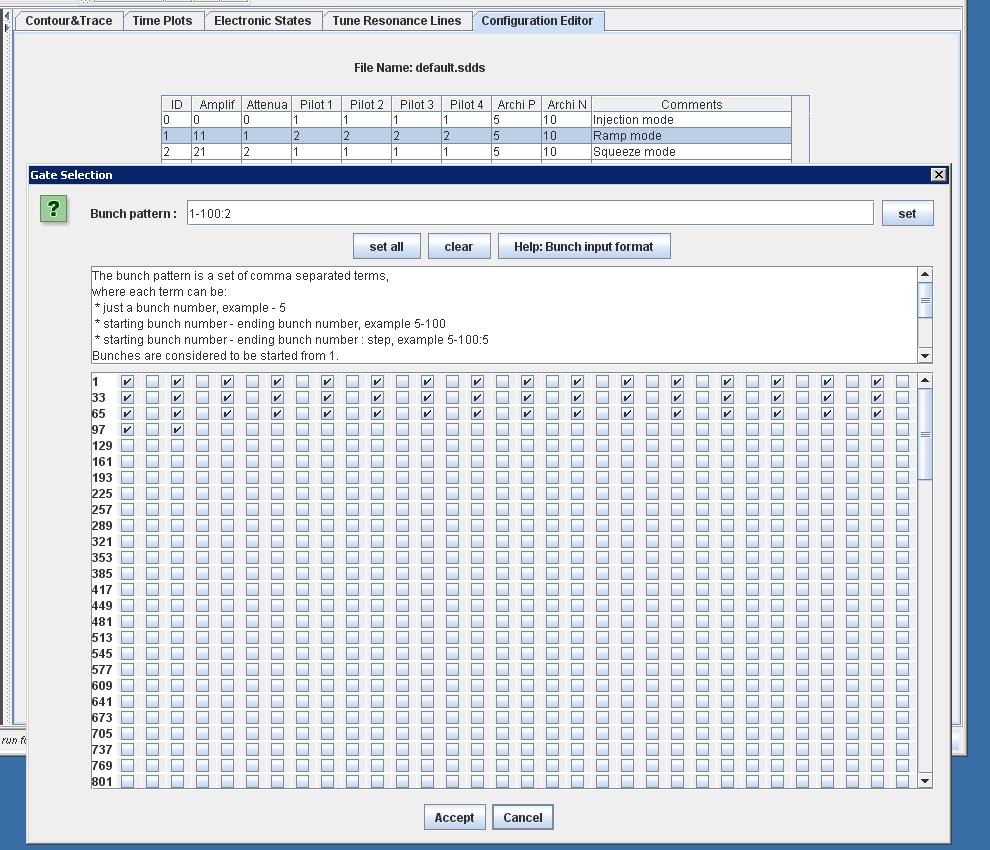 Contour&Trace Time Plots Electronic States Tune Resonance Lines Configuration Editor
File Name: default.sdds
ID Amplif Attenua Pilot 1 Pilot 2 Pilot 3 Pilot 4 Archi P Archi N Comments
0 0 0 1 1 1 1 5 10 Injection mode
1 11 1 2 2 2 2 5 10 Ramp mode
2 21 2 1 1 1 1 5 10 Squeeze mode
Gate Selection
? Bunch pattern : 1-100:2 set
set all clear Help: Bunch input format
The bunch pattern is a set of comma separated terms,
where each term can be:
* just a bunch number, example - 5
* starting bunch number - ending bunch number, example 5-100
* starting bunch number - ending bunch number : step, example 5-100:5
Bunches are considered to be started from 1.
1
33
65
97
129
161
193
225
257
289
321
353
385
417
449
481
513
545
577
609
641
673
705
737
769
801
run
Accept Cancel